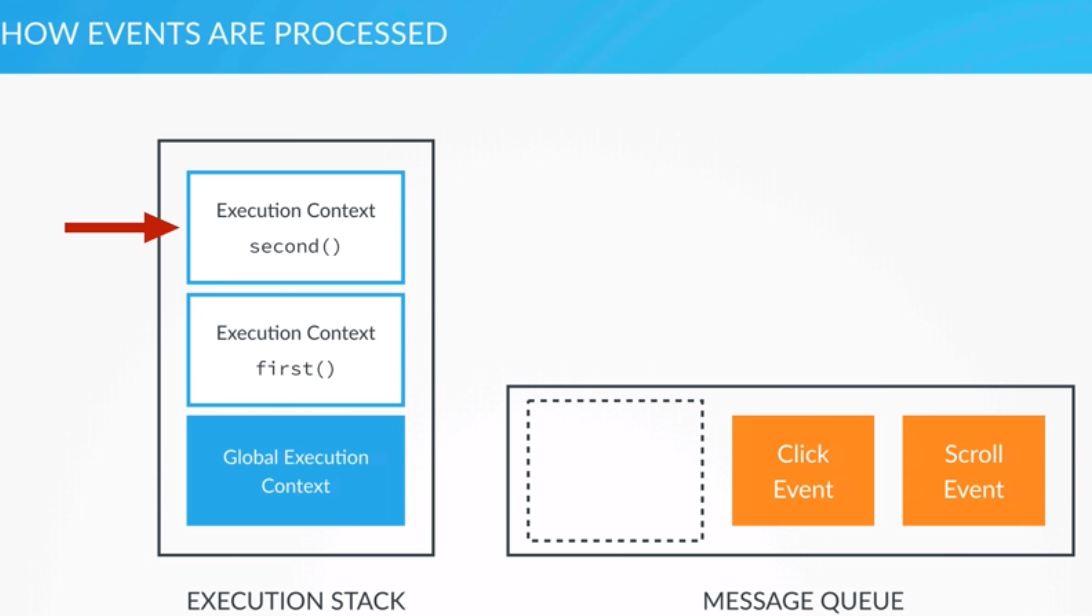 HOW EVENTS ARE PROCESSED
Execution Context
second()
Execution Context
first()
Global Execution
Context
EXECUTION STACK
Click
Event
Scroll
Event
MESSAGE QUEUE